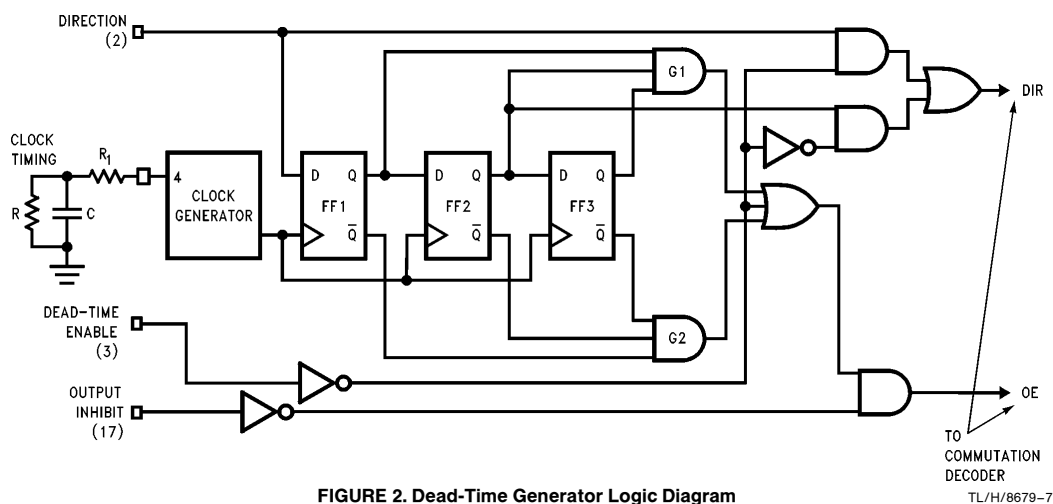 DIRECTION
(2)
G1
DIR
CLOCK
TIMING
R1
4
CLOCK
GENERATOR
R
C
D Q
FF1
Q̅
D Q
FF2
Q̅
D Q
FF3
Q̅
DEAD-TIME
ENABLE
(3)
G2
OUTPUT
INHIBIT
(17)
OE
TO
COMMUTATION
DECODER
FIGURE 2. Dead-Time Generator Logic Diagram
TL/H/8679-7